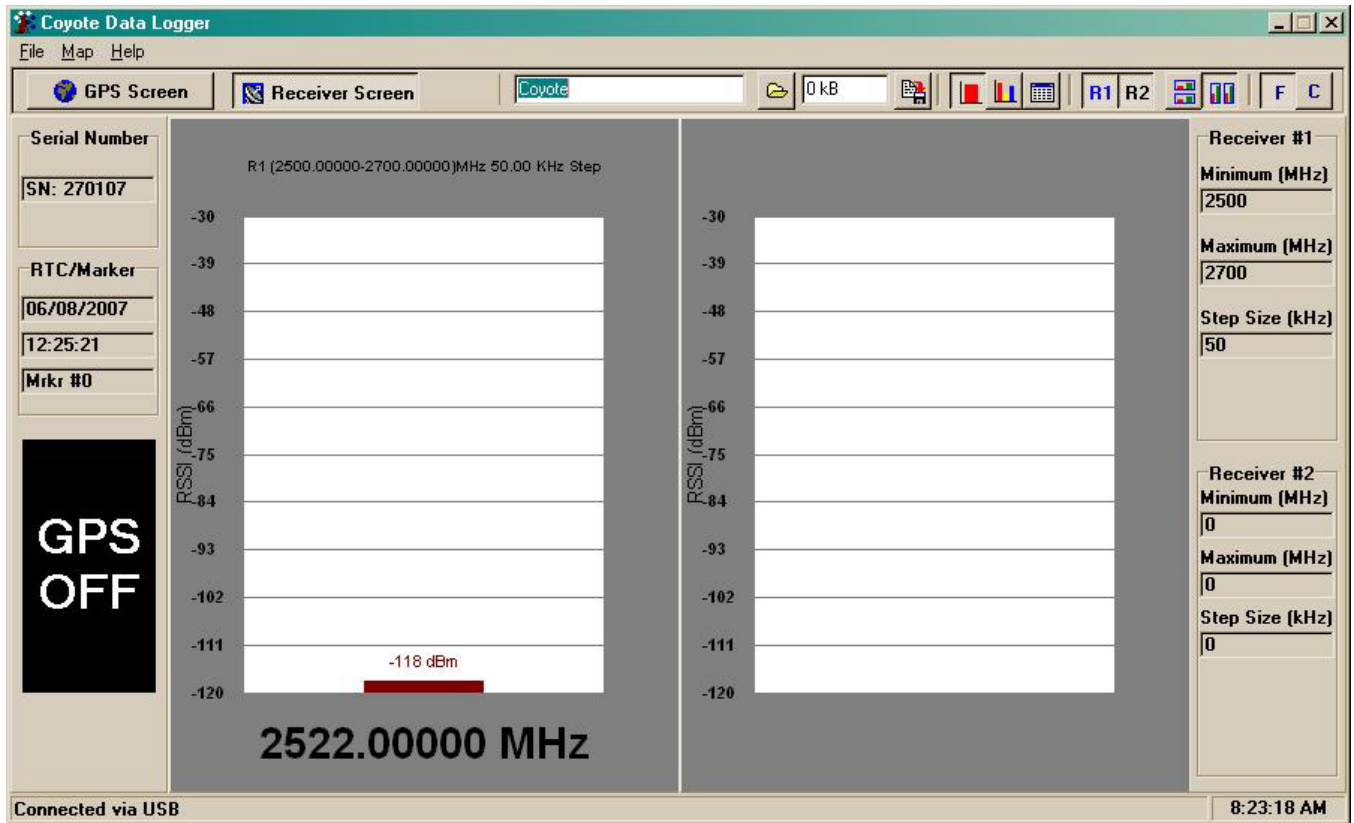 Coyote Data Logger
File Map Help
GPS Screen Receiver Screen Coyote 0 kB R1 R2 F C
Serial Number
SN: 270107
RTC/Marker
06/08/2007
12:25:21
Mrkr #0
GPS
OFF
R1 (2500.00000-2700.00000)MHz 50.00 KHz Step
RSSI (dBm)
-30
-39
-48
-57
-66
-75
-84
-93
-102
-111
-120
-118 dBm
2522.00000 MHz
RSSI (dBm)
-30
-39
-48
-57
-66
-75
-84
-93
-102
-111
-120
Receiver #1
Minimum (MHz)
2500
Maximum (MHz)
2700
Step Size (kHz)
50
Receiver #2
Minimum (MHz)
0
Maximum (MHz)
0
Step Size (kHz)
0
Connected via USB
8:23:18 AM